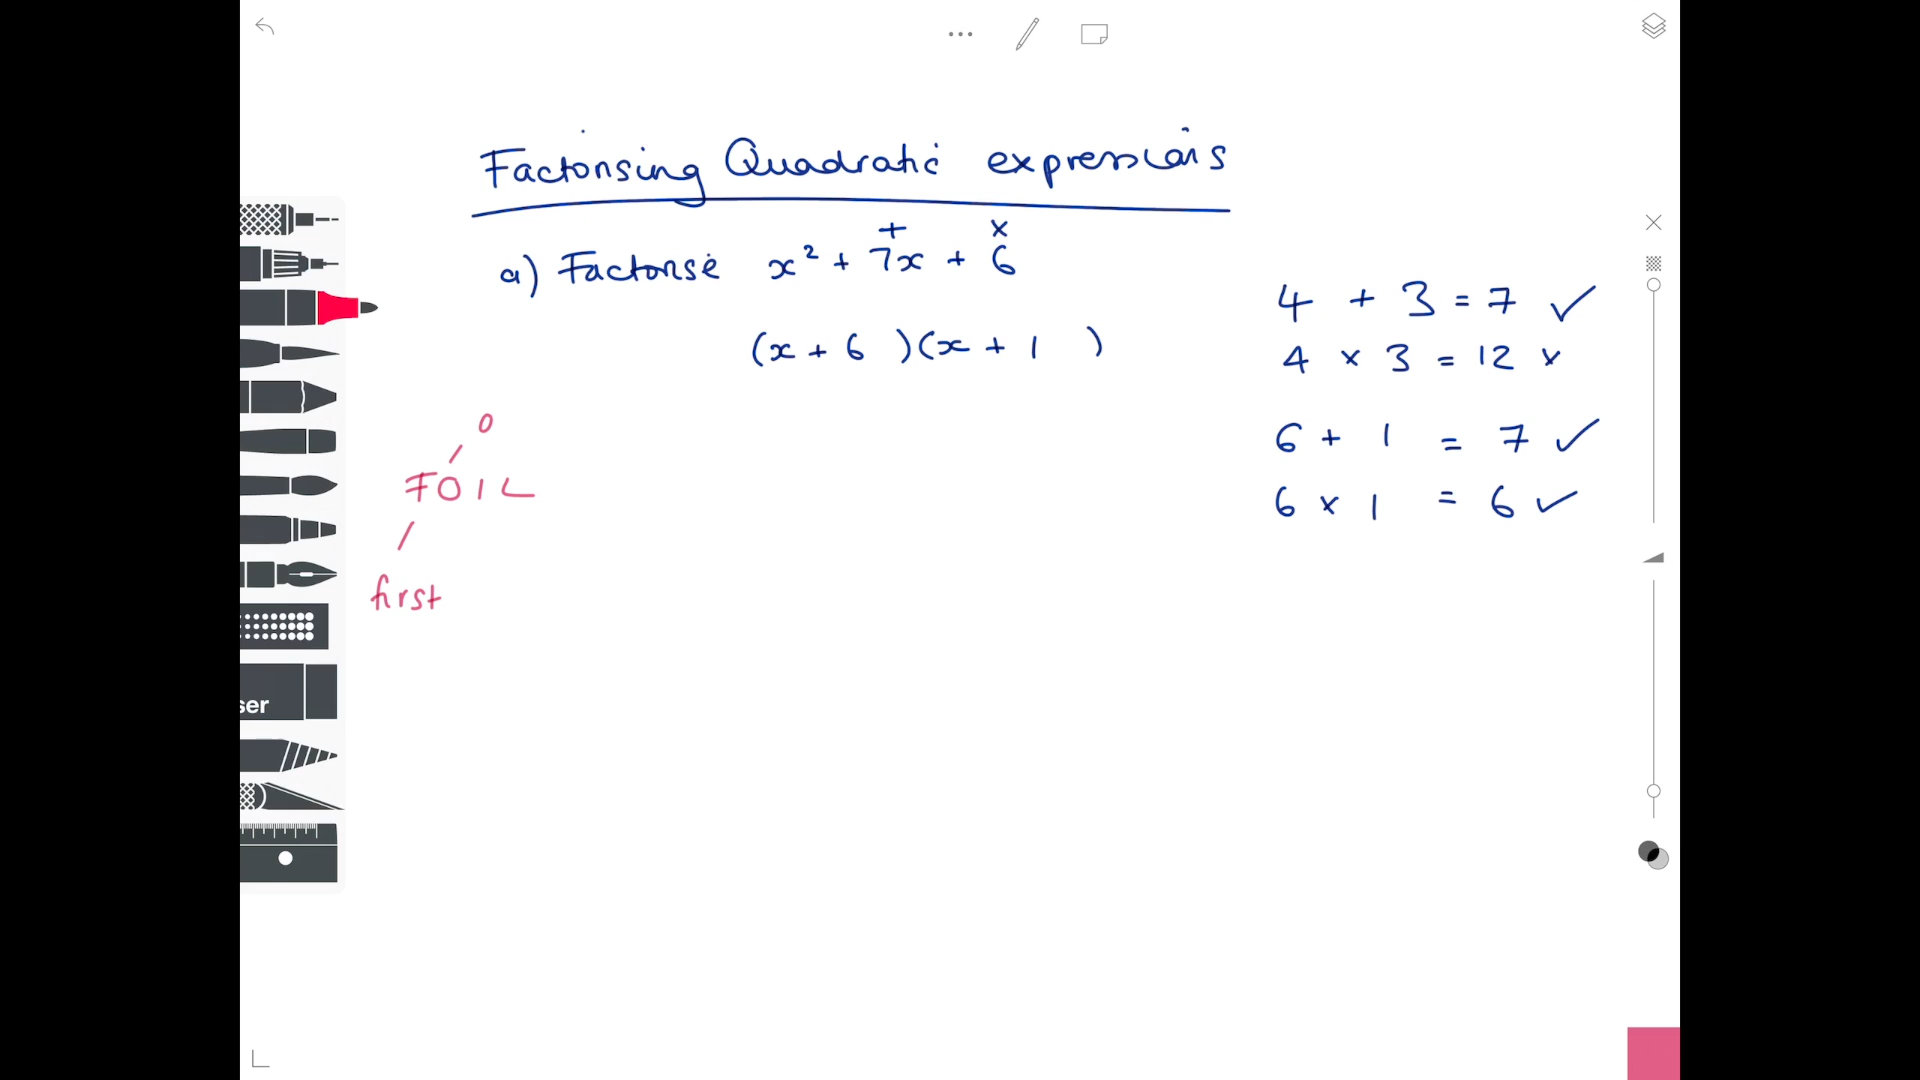 Factorising Quadratic expressions
+ x
a) Factorise x² + 7x + 6
(x + 6 )(x + 1 )
4 + 3 = 7 ✓
4 x 3 = 12 x
6 + 1 = 7 ✓
6 x 1 = 6 ✓
o
FOIL
first
ser